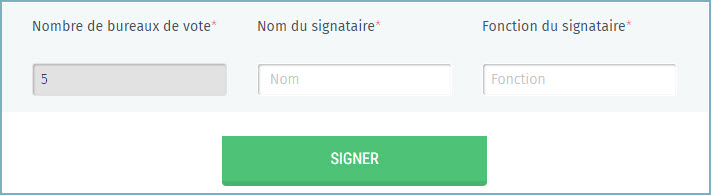 Nombre de bureaux de vote* Nom du signataire* Fonction du signataire*
5 Nom Fonction
SIGNER